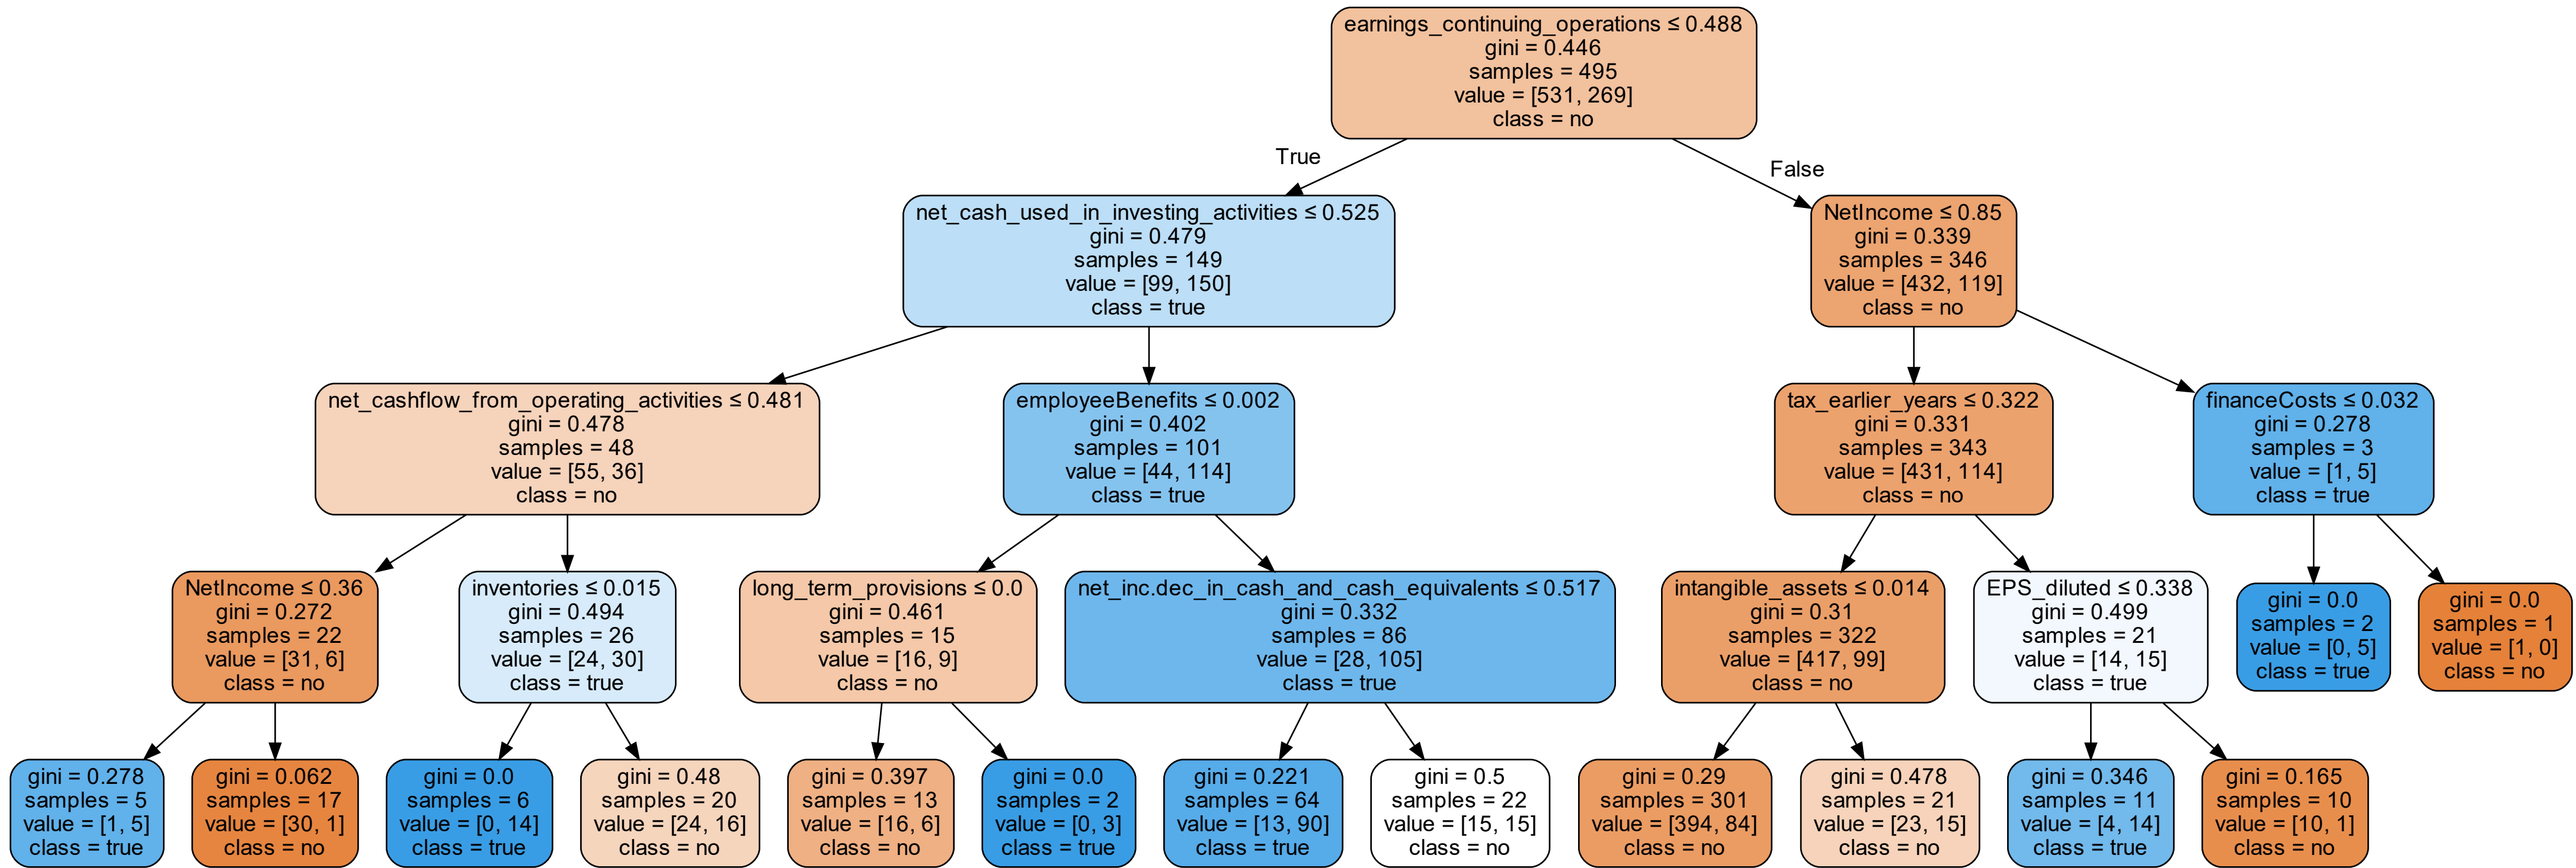 earnings_continuing_operations ≤ 0.488
gini = 0.446
samples = 495
value = [531, 269]
class = no
True
False
net_cash_used_in_investing_activities ≤ 0.525
gini = 0.479
samples = 149
value = [99, 150]
class = true
NetIncome ≤ 0.85
gini = 0.339
samples = 346
value = [432, 119]
class = no
net_cashflow_from_operating_activities ≤ 0.481
gini = 0.478
samples = 48
value = [55, 36]
class = no
employeeBenefits ≤ 0.002
gini = 0.402
samples = 101
value = [44, 114]
class = true
tax_earlier_years ≤ 0.322
gini = 0.331
samples = 343
value = [431, 114]
class = no
financeCosts ≤ 0.032
gini = 0.278
samples = 3
value = [1, 5]
class = true
NetIncome ≤ 0.36
gini = 0.272
samples = 22
value = [31, 6]
class = no
inventories ≤ 0.015
gini = 0.494
samples = 26
value = [24, 30]
class = true
long_term_provisions ≤ 0.0
gini = 0.461
samples = 15
value = [16, 9]
class = no
net_inc.dec_in_cash_and_cash_equivalents ≤ 0.517
gini = 0.332
samples = 86
value = [28, 105]
class = true
intangible_assets ≤ 0.014
gini = 0.31
samples = 322
value = [417, 99]
class = no
EPS_diluted ≤ 0.338
gini = 0.499
samples = 21
value = [14, 15]
class = true
gini = 0.0
samples = 2
value = [0, 5]
class = true
gini = 0.0
samples = 1
value = [1, 0]
class = no
gini = 0.278
samples = 5
value = [1, 5]
class = true
gini = 0.062
samples = 17
value = [30, 1]
class = no
gini = 0.0
samples = 6
value = [0, 14]
class = true
gini = 0.48
samples = 20
value = [24, 16]
class = no
gini = 0.397
samples = 13
value = [16, 6]
class = no
gini = 0.0
samples = 2
value = [0, 3]
class = true
gini = 0.221
samples = 64
value = [13, 90]
class = true
gini = 0.5
samples = 22
value = [15, 15]
class = no
gini = 0.29
samples = 301
value = [394, 84]
class = no
gini = 0.478
samples = 21
value = [23, 15]
class = no
gini = 0.346
samples = 11
value = [4, 14]
class = true
gini = 0.165
samples = 10
value = [10, 1]
class = no